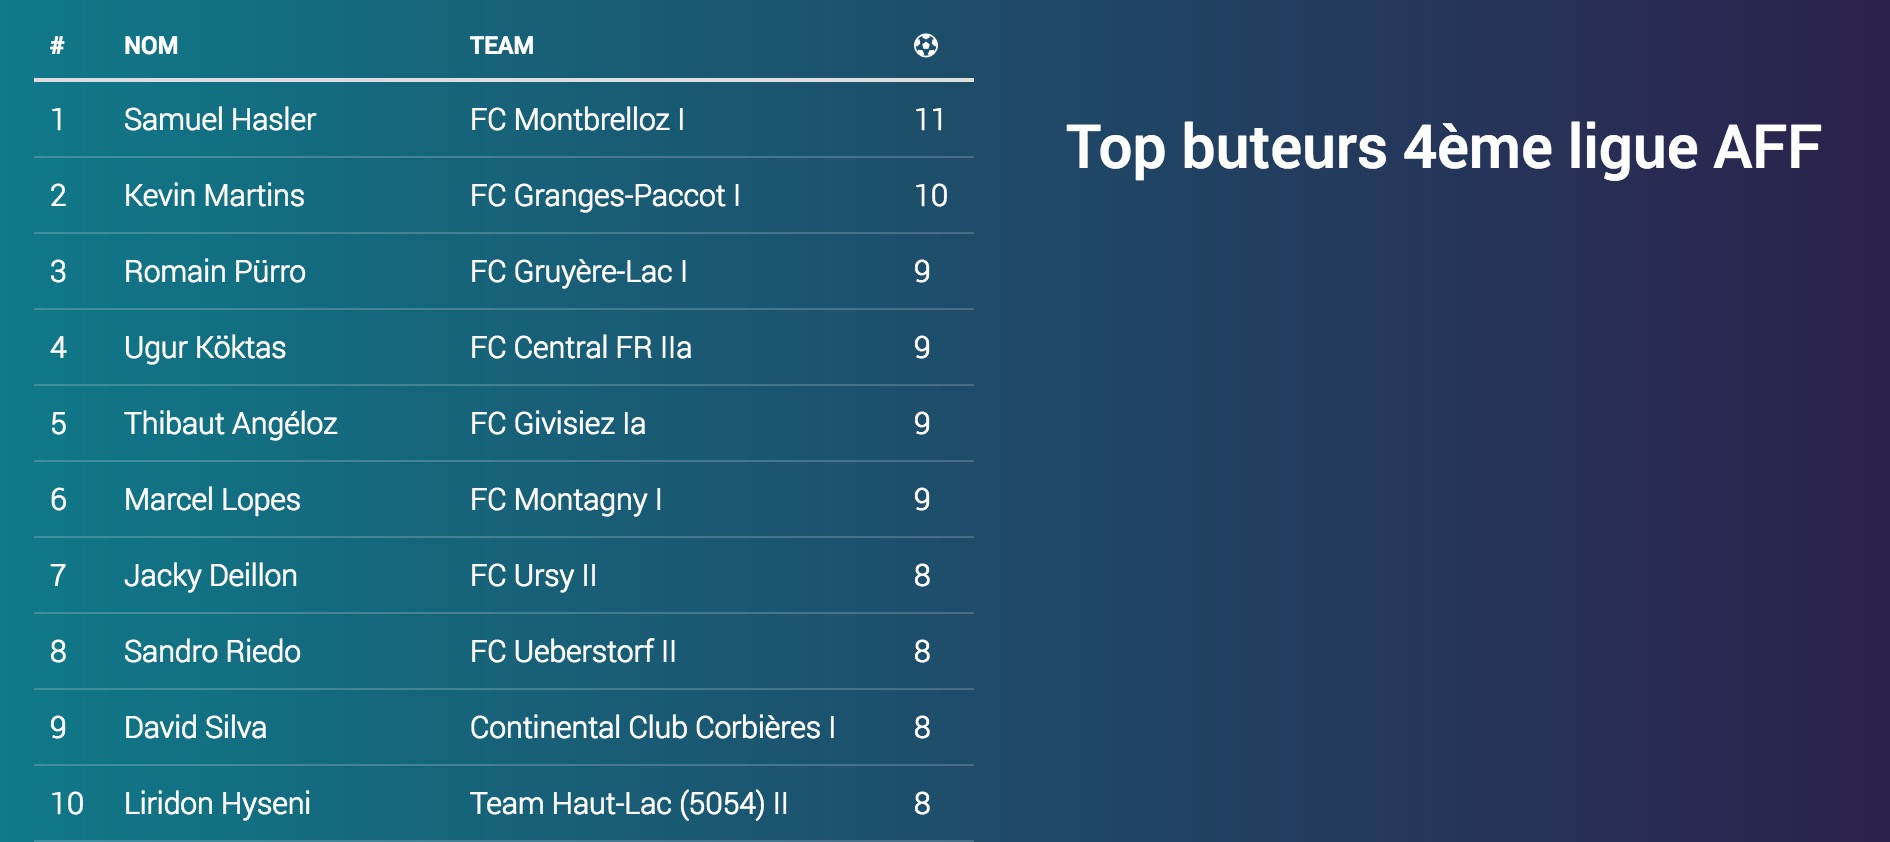 # NOM TEAM
1 Samuel Hasler FC Montbrelloz I 11
2 Kevin Martins FC Granges-Paccot I 10
3 Romain Pürro FC Gruyère-Lac I 9
4 Ugur Köktas FC Central FR IIa 9
5 Thibaut Angéloz FC Givisiez Ia 9
6 Marcel Lopes FC Montagny I 9
7 Jacky Deillon FC Ursy II 8
8 Sandro Riedo FC Ueberstorf II 8
9 David Silva Continental Club Corbières I 8
10 Liridon Hyseni Team Haut-Lac (5054) II 8
Top buteurs 4ème ligue AFF